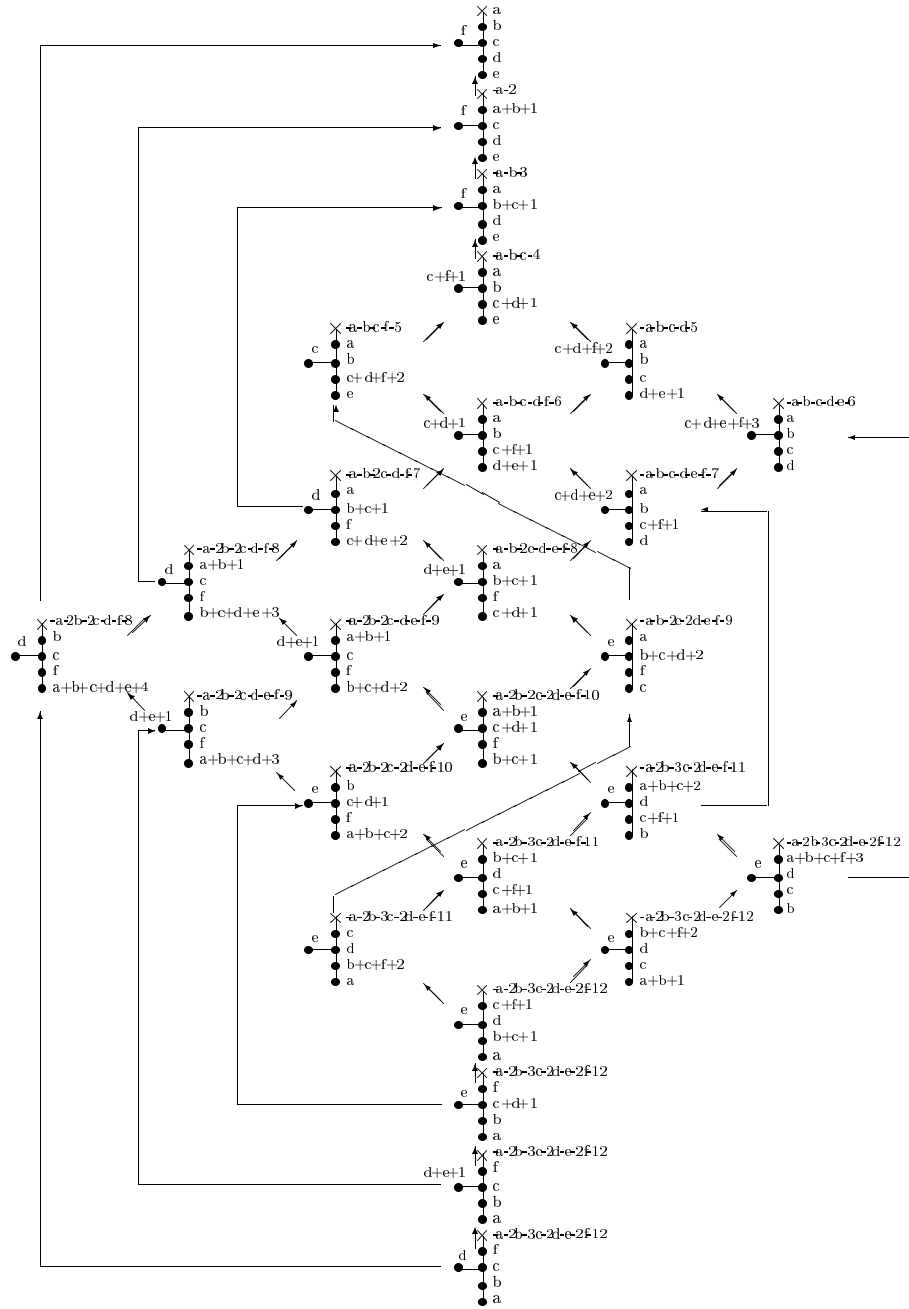 a
b
f
c
d
e
-a-2
a+b+1
f
c
d
e
-a-b-3
a
f
b+c+1
d
e
-a-b-c-4
a
c+f+1
b
c+d+1
e
-a-b-c-f-5
a
c
b
c+d+f+2
e
-a-b-c-d-5
a
c+d+f+2
b
c
d+e+1
-a-b-c-d-f-6
a
c+d+1
b
c+f+1
d+e+1
-a-b-c-d-e-6
a
c+d+e+f+3
b
c
d
-a-b-2c-d-f-7
a
d
b+c+1
f
c+d+e+2
-a-b-c-d-e-f-7
a
c+d+e+2
b
c+f+1
d
-a-2b-2c-d-f-8
a+b+1
d
c
f
b+c+d+e+3
-a-b-2c-d-e-f-8
a
d+e+1
b+c+1
f
c+d+1
-a-2b-2c-d-f-8
b
d
c
f
a+b+c+d+e+4
-a-2b-2c-d-e-f-9
a+b+1
d+e+1
c
f
b+c+d+2
-a-b-2c-2d-e-f-9
a
e
b+c+d+2
f
c
-a-2b-2c-d-e-f-9
b
d+e+1
c
f
a+b+c+d+3
-a-2b-2c-2d-e-f-10
a+b+1
e
c+d+1
f
b+c+1
-a-2b-2c-2d-e-f-10
b
e
c+d+1
f
a+b+c+2
-a-2b-3c-2d-e-f-11
a+b+c+2
e
d
c+f+1
b
-a-2b-3c-2d-e-f-11
b+c+1
e
d
c+f+1
a+b+1
-a-2b-3c-2d-e-2f-12
a+b+c+f+3
e
d
c
b
-a-2b-3c-2d-e-f-11
c
e
d
b+c+f+2
a
-a-2b-3c-2d-e-2f-12
b+c+f+2
e
d
c
a+b+1
-a-2b-3c-2d-e-2f-12
c+f+1
e
d
b+c+1
a
-a-2b-3c-2d-e-2f-12
f
e
c+d+1
b
a
-a-2b-3c-2d-e-2f-12
f
d+e+1
c
b
a
-a-2b-3c-2d-e-2f-12
f
d
c
b
a